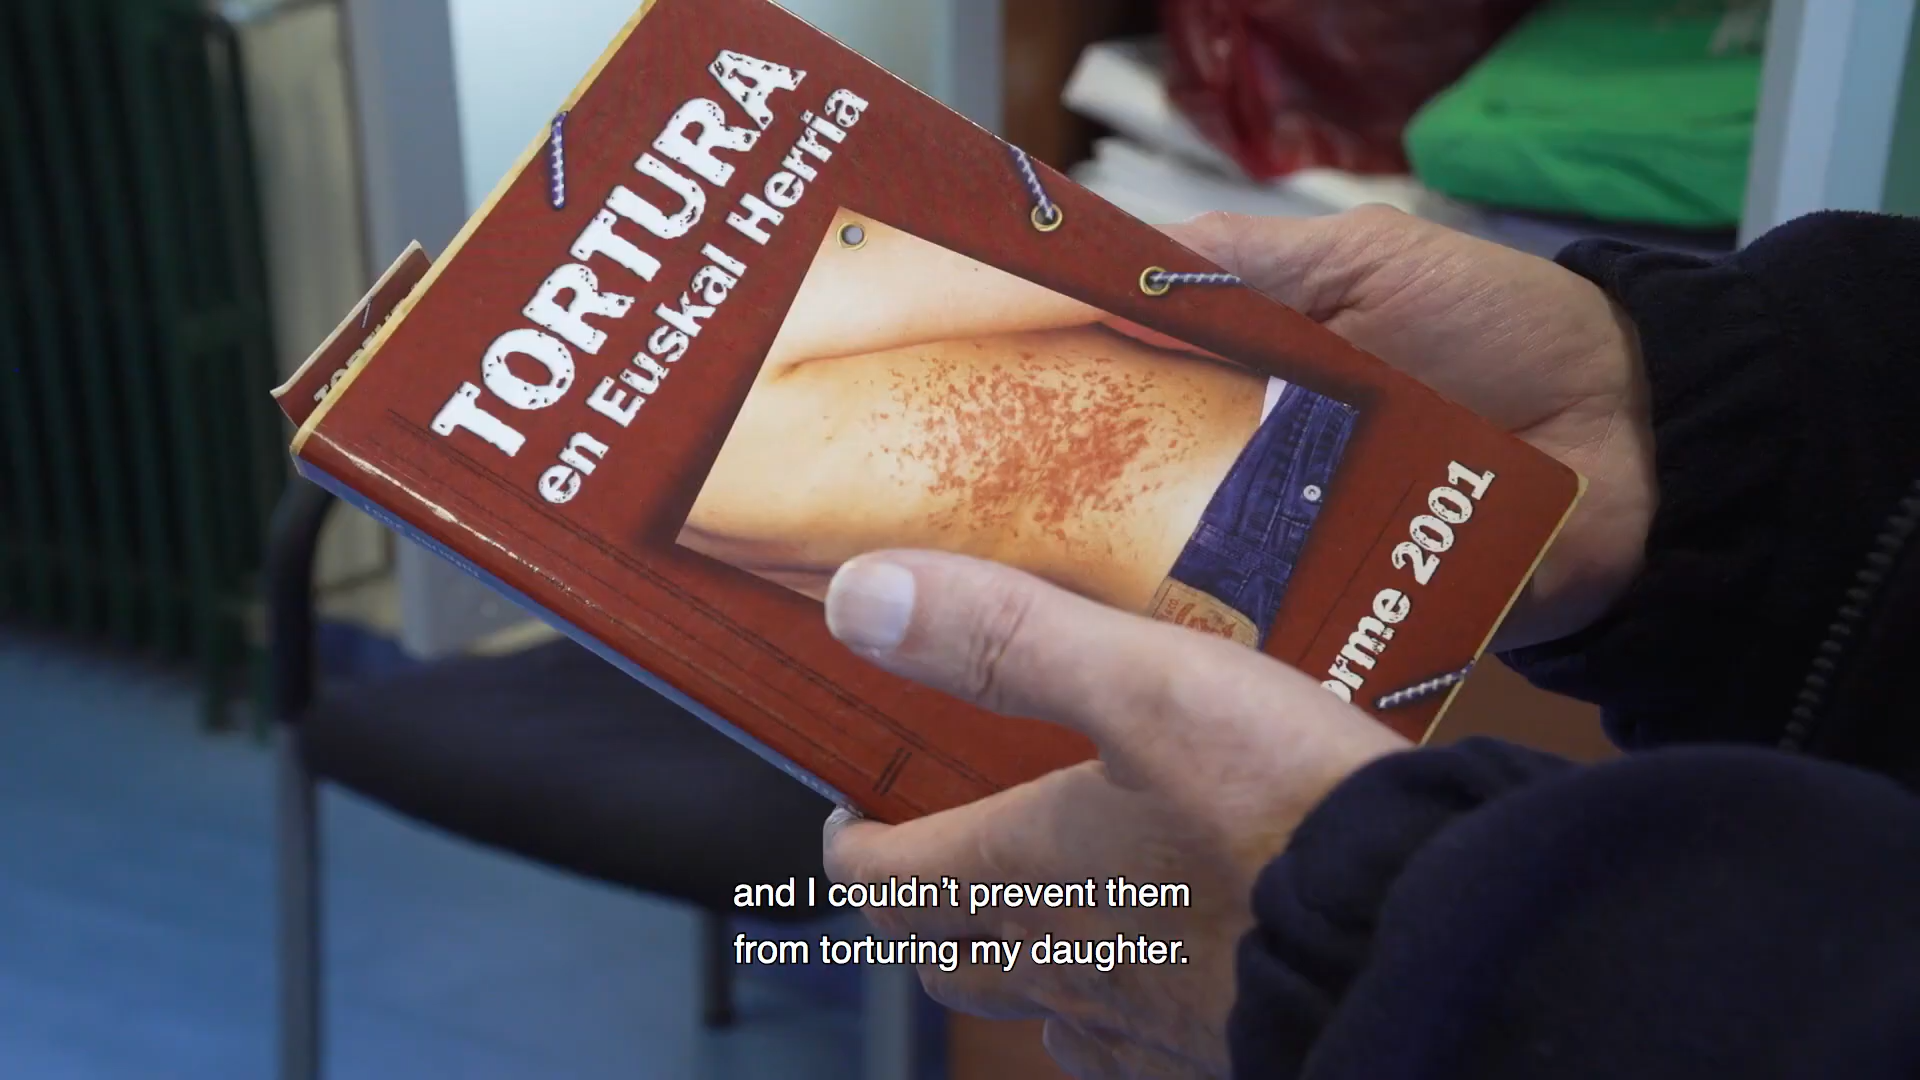 TORTURA
en Euskal Herria
orme 2001
and I couldn’t prevent them
from torturing my daughter.